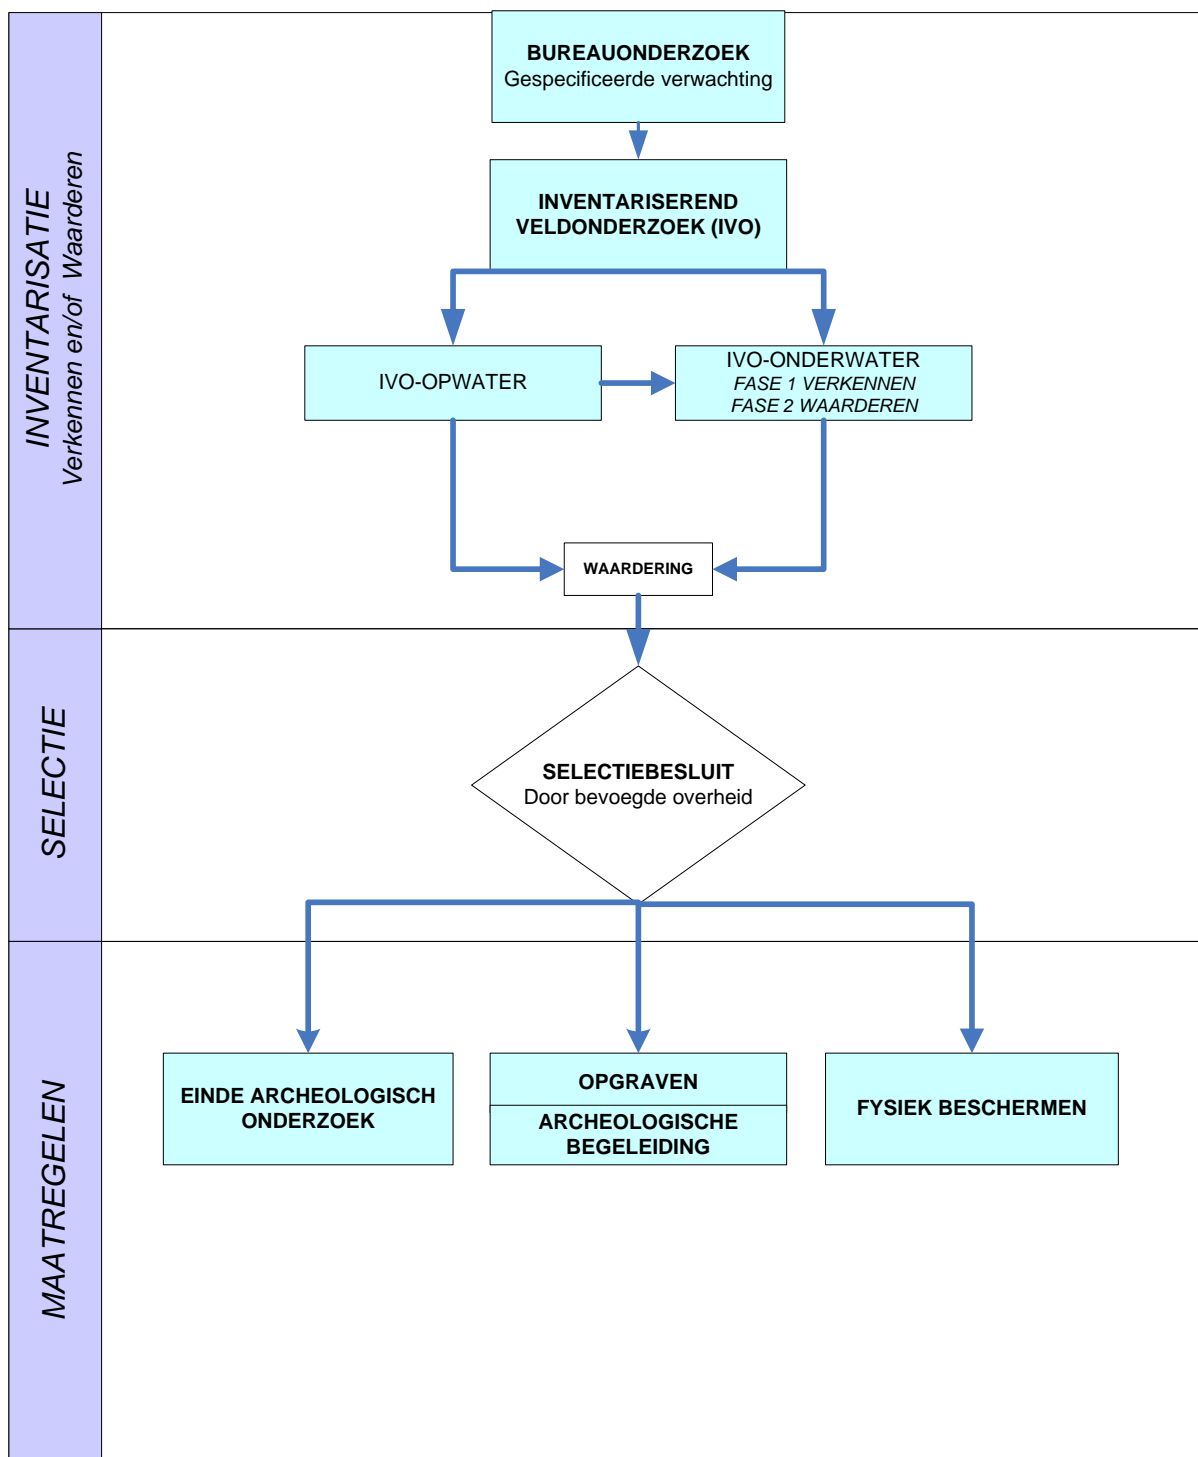 INVENTARISATIE
Verkennen en/of Waarderen
BUREAUONDERZOEK
Gespecificeerde verwachting
INVENTARISEREND
VELDONDERZOEK (IVO)
IVO-OPWATER
IVO-ONDERWATER
FASE 1 VERKENNEN
FASE 2 WAARDEREN
WAARDERING
SELECTIE
SELECTIEBESLUIT
Door bevoegde overheid
MAATREGELEN
EINDE ARCHEOLOGISCH
ONDERZOEK
OPGRAVEN
ARCHEOLOGISCHE
BEGELEIDING
FYSIEK BESCHERMEN